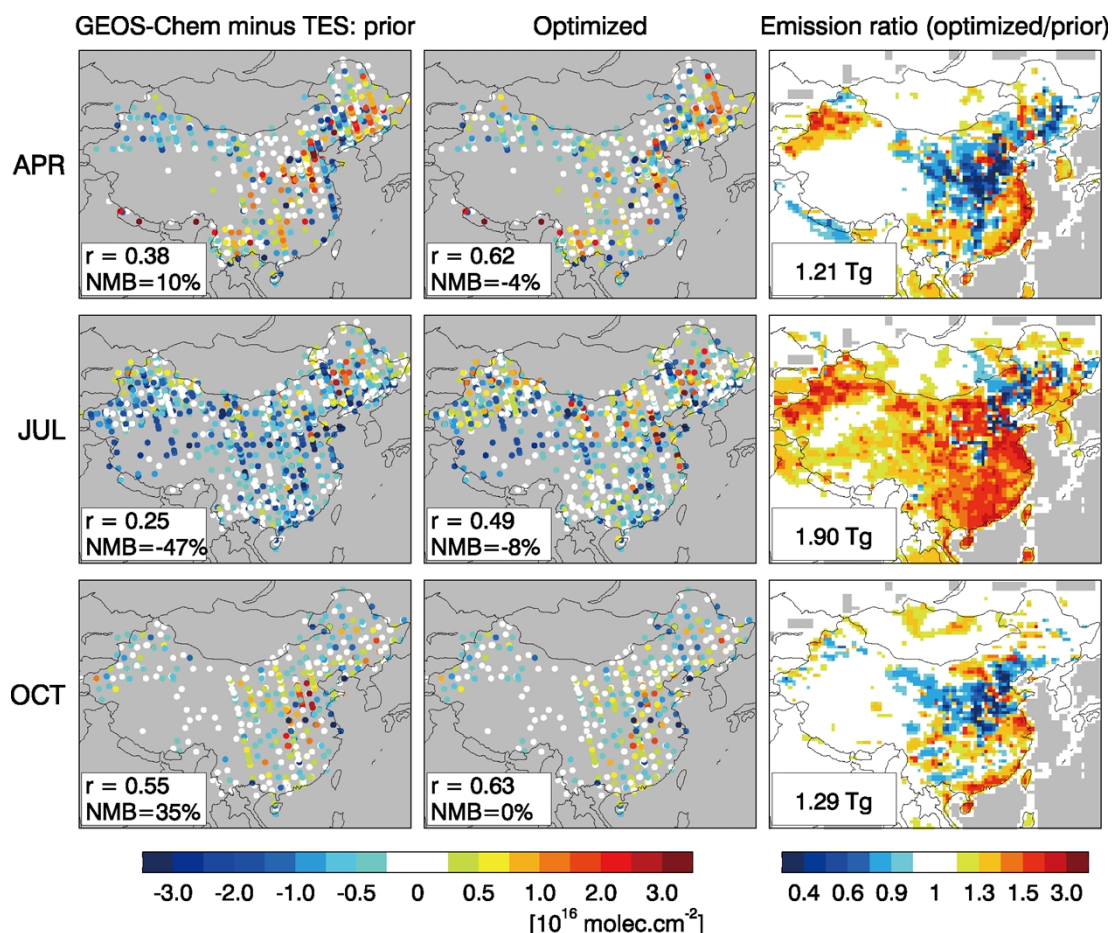 GEOS-Chem minus TES: prior
Optimized
Emission ratio (optimized/prior)
APR
r = 0.38
NMB=10%
r = 0.62
NMB=-4%
1.21 Tg
JUL
r = 0.25
NMB=-47%
r = 0.49
NMB=-8%
1.90 Tg
OCT
r = 0.55
NMB=35%
r = 0.63
NMB=0%
1.29 Tg
-3.0 -2.0 -1.0 -0.5 0 0.5 1.0 2.0 3.0
[10¹⁶ molec.cm⁻²]
0.4 0.6 0.9 1 1.3 1.5 3.0